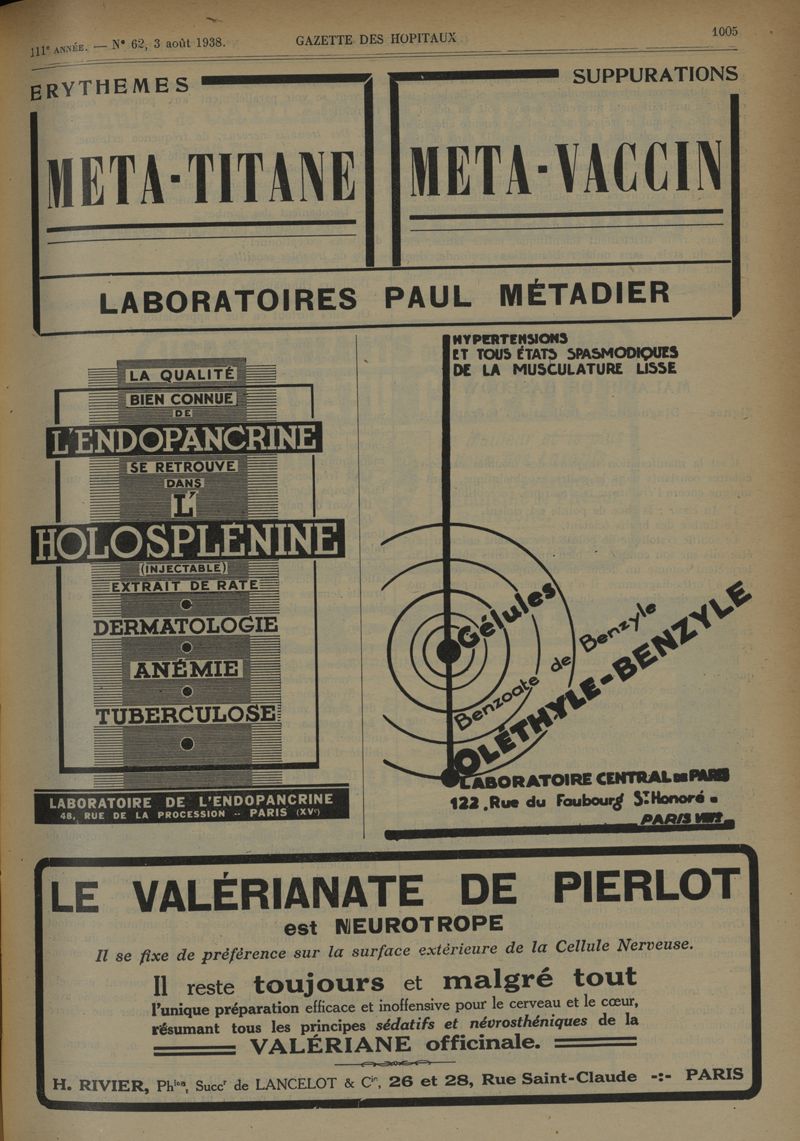 111ᵉ ANNÉE. — Nº 62, 3 août 1938.
GAZETTE DES HOPITAUX
1005
ERYTHEMES
META-TITANE
SUPPURATIONS
META-VACCIN
LABORATOIRES PAUL MÉTADIER
LA QUALITÉ
BIEN CONNUE
DE
L'ENDOPANCRINE
SE RETROUVE
DANS
L'
HOLOSPLÉNINE
(INJECTABLE)
EXTRAIT DE RATE
DERMATOLOGIE
ANÉMIE
TUBERCULOSE
LABORATOIRE DE L'ENDOPANCRINE
48, RUE DE LA PROCESSION -- PARIS (XVᵉ)
HYPERTENSIONS
ET TOUS ÉTATS SPASMODIQUES
DE LA MUSCULATURE LISSE
Gélules
Benzoate de Benzyle
OLÉTHYLE-BENZYLE
LABORATOIRE CENTRAL DE PARIS
122, Rue du Faubourg Sᵗ Honoré
PARIS
LE VALÉRIANATE DE PIERLOT
est NEUROTROPE
Il se fixe de préférence sur la surface extérieure de la Cellule Nerveuse.
Il reste toujours et malgré tout
l'unique préparation efficace et inoffensive pour le cerveau et le cœur,
résumant tous les principes sédatifs et névrosthéniques de la
VALÉRIANE officinale.
H. RIVIER, Phⁱᵉⁿ, Succʳ de LANCELOT & Cⁱᵉ, 26 et 28, Rue Saint-Claude -:- PARIS